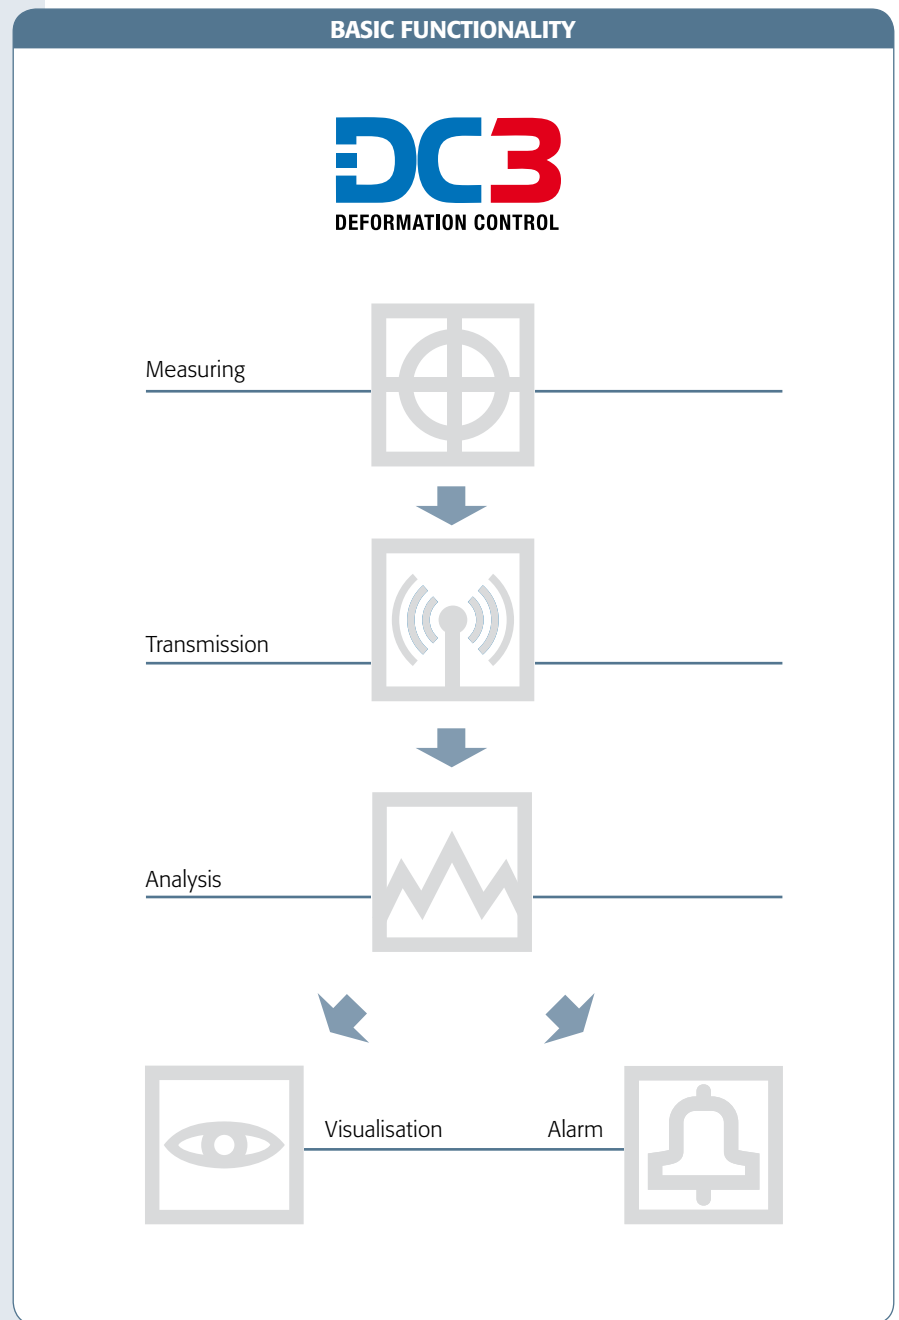 BASIC FUNCTIONALITY
DC3
DEFORMATION CONTROL
Measuring
Transmission
Analysis
Visualisation
Alarm